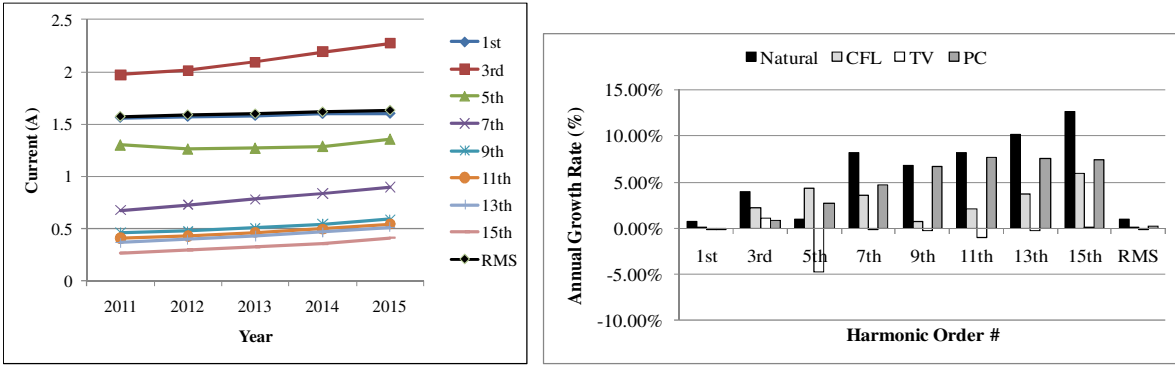 2.5
2
1.5
1
0.5
0
Current (A)
2011 2012 2013 2014 2015
Year
1st
3rd
5th
7th
9th
11th
13th
15th
RMS
Natural CFL TV PC
15.00%
10.00%
5.00%
0.00%
-5.00%
-10.00%
Annual Growth Rate (%)
1st 3rd 5th 7th 9th 11th 13th 15th RMS
Harmonic Order #